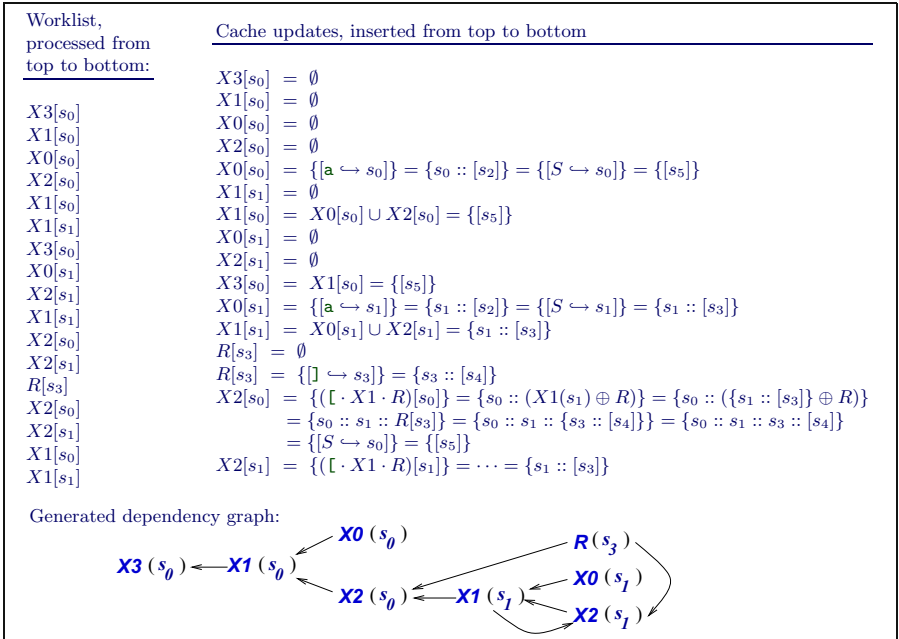 Worklist,
processed from
top to bottom:
X3[s₀]
X1[s₀]
X0[s₀]
X2[s₀]
X1[s₀]
X1[s₁]
X3[s₀]
X0[s₁]
X2[s₁]
X1[s₁]
X2[s₀]
X2[s₁]
R[s₃]
X2[s₀]
X2[s₁]
X1[s₀]
X1[s₁]
Cache updates, inserted from top to bottom
X3[s₀] = ∅
X1[s₀] = ∅
X0[s₀] = ∅
X2[s₀] = ∅
X0[s₀] = {[a ↪ s₀]} = {s₀ :: [s₂]} = {[S ↪ s₀]} = {[s₅]}
X1[s₁] = ∅
X1[s₀] = X0[s₀] ∪ X2[s₀] = {[s₅]}
X0[s₁] = ∅
X2[s₁] = ∅
X3[s₀] = X1[s₀] = {[s₅]}
X0[s₁] = {[a ↪ s₁]} = {s₁ :: [s₂]} = {[S ↪ s₁]} = {s₁ :: [s₃]}
X1[s₁] = X0[s₁] ∪ X2[s₁] = {s₁ :: [s₃]}
R[s₃] = ∅
R[s₃] = {[] ↪ s₃]} = {s₃ :: [s₄]}
X2[s₀] = {([ · X1 · R)[s₀]} = {s₀ :: (X1(s₁) ⊕ R)} = {s₀ :: ({s₁ :: [s₃]} ⊕ R)}
= {s₀ :: s₁ :: R[s₃]} = {s₀ :: s₁ :: {s₃ :: [s₄]}} = {s₀ :: s₁ :: s₃ :: [s₄]}
= {[S ↪ s₀]} = {[s₅]}
X2[s₁] = {([ · X1 · R)[s₁]} = ··· = {s₁ :: [s₃]}
Generated dependency graph:
X0 (s₀)
R (s₃)
X3 (s₀)
X1 (s₀)
X0 (s₁)
X2 (s₀)
X1 (s₁)
X2 (s₁)